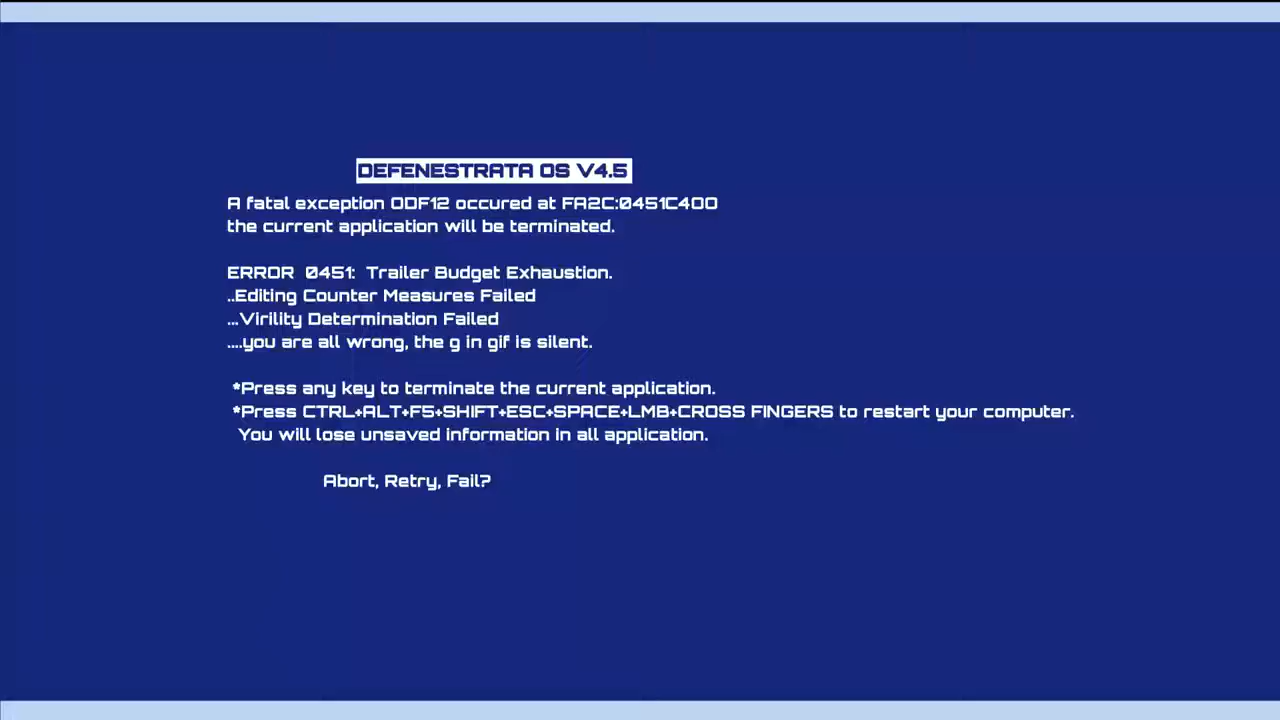 DEFENESTRATA OS V4.5
A fatal exception ODF12 occured at FA2C:0451C4OO
the current application will be terminated.
ERROR 0451: Trailer Budget Exhaustion.
..Editing Counter Measures Failed
...Virility Determination Failed
....you are all wrong, the g in gif is silent.
*Press any key to terminate the current application.
*Press CTRL+ALT+F5+SHIFT+ESC+SPACE+LMB+CROSS FINGERS to restart your computer.
You will lose unsaved information in all application.
Abort, Retry, Fail?